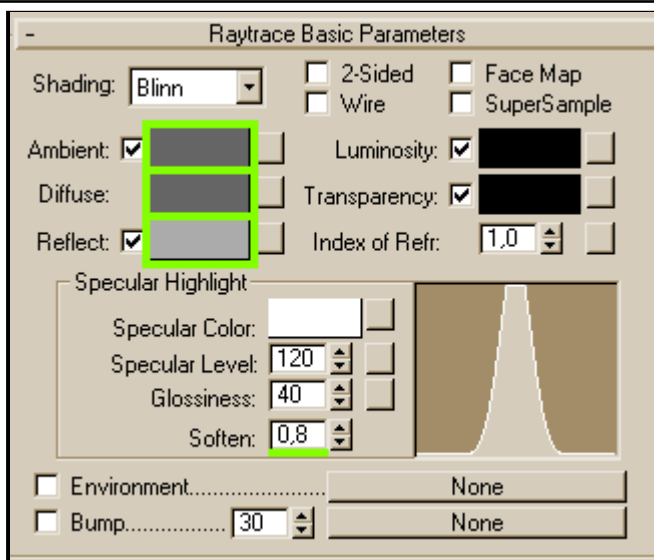 - Raytrace Basic Parameters
Shading: Blinn 2-Sided Face Map
Wire SuperSample
Ambient: Luminosity:
Diffuse: Transparency:
Reflect: Index of Refr: 1,0
Specular Highlight
Specular Color:
Specular Level: 120
Glossiness: 40
Soften: 0,8
Environment....................... None
Bump................. 30 None